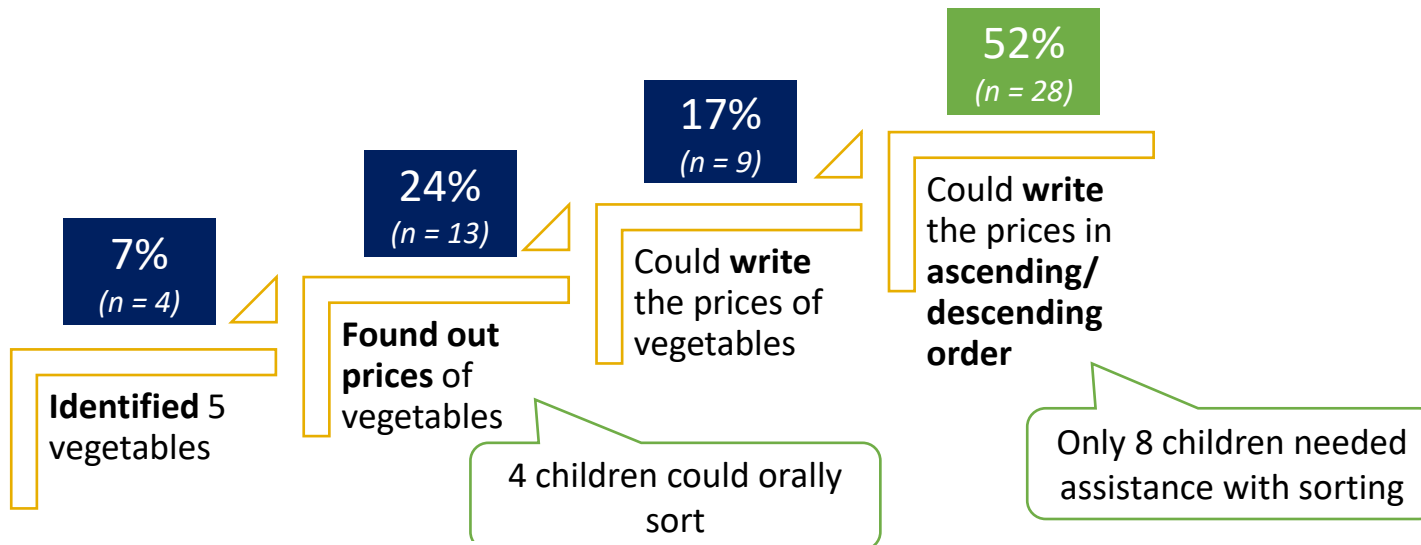 7%
(n = 4)
Identified 5
vegetables
24%
(n = 13)
Found out
prices of
vegetables
4 children could orally
sort
17%
(n = 9)
Could write
the prices of
vegetables
52%
(n = 28)
Could write
the prices in
ascending/
descending
order
Only 8 children needed
assistance with sorting